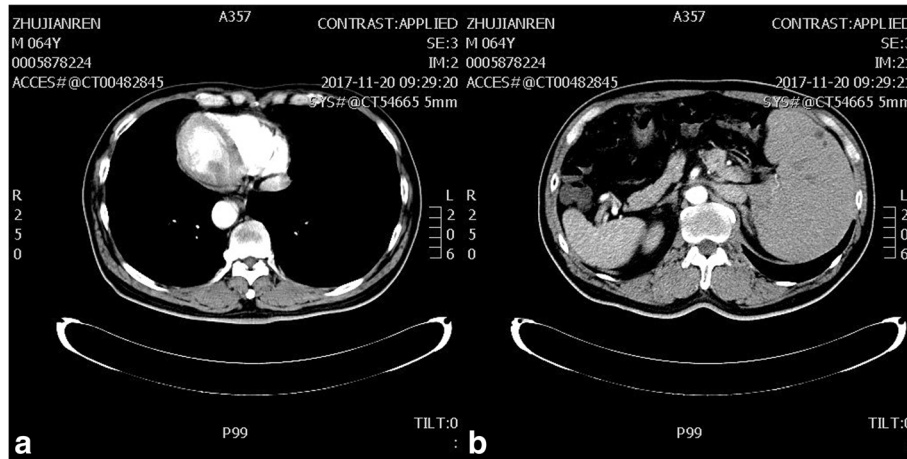 A357
ZHUJIANREN
M 064Y
0005878224
ACCES#@CT00482845
CONTRAST:APPLIED
SE:3
IM:2
2017-11-20 09:29:20
SYS#@CT54665 5mm
R
2
5
0
L
2
0
6
P99
TILT:0
:
a
A357
ZHUJIANREN
M 064Y
0005878224
ACCES#@CT00482845
CONTRAST:APPLIED
2017-11-20 09:29:2
SYS#@CT54665 5mm
R
2
5
0
L
2
0
6
P99
TILT:0
b